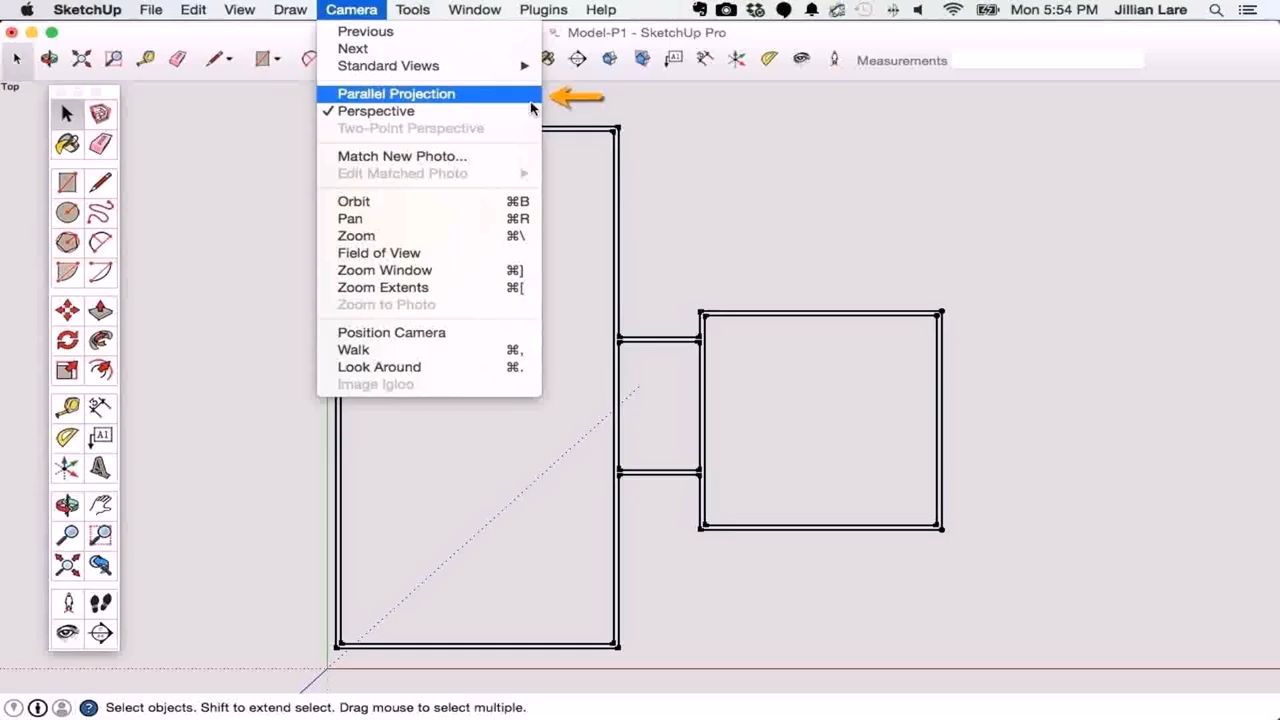 SketchUp File Edit View Draw Camera Tools Window Plugins Help Mon 5:54 PM Jillian Lare
Model-P1 - SketchUp Pro
Measurements
Top
Previous
Next
Standard Views
Parallel Projection
✓ Perspective
Two-Point Perspective
Match New Photo...
Edit Matched Photo
Orbit ⌘B
Pan ⌘R
Zoom ⌘\
Field of View
Zoom Window ⌘]
Zoom Extents ⌘[
Zoom to Photo
Position Camera
Walk ⌘,
Look Around ⌘.
Image Igloo
A1
A1
Select objects. Shift to extend select. Drag mouse to select multiple.